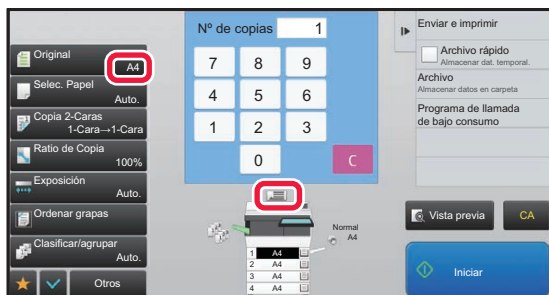 Original
A4
Selec. Papel
Auto.
Copia 2-Caras
1-Cara→1-Cara
Ratio de Copia
100%
Exposición
Auto.
Ordenar grapas
Clasificar/agrupar
Auto.
Otros
Nº de copias 1
7 8 9
4 5 6
1 2 3
0 C
Normal
A4
1 A4
2 A4
3 A4
4 A4
Enviar e imprimir
Archivo rápido
Almacenar dat. temporal.
Archivo
Almacenar datos en carpeta
Programa de llamada
de bajo consumo
Vista previa
CA
Iniciar